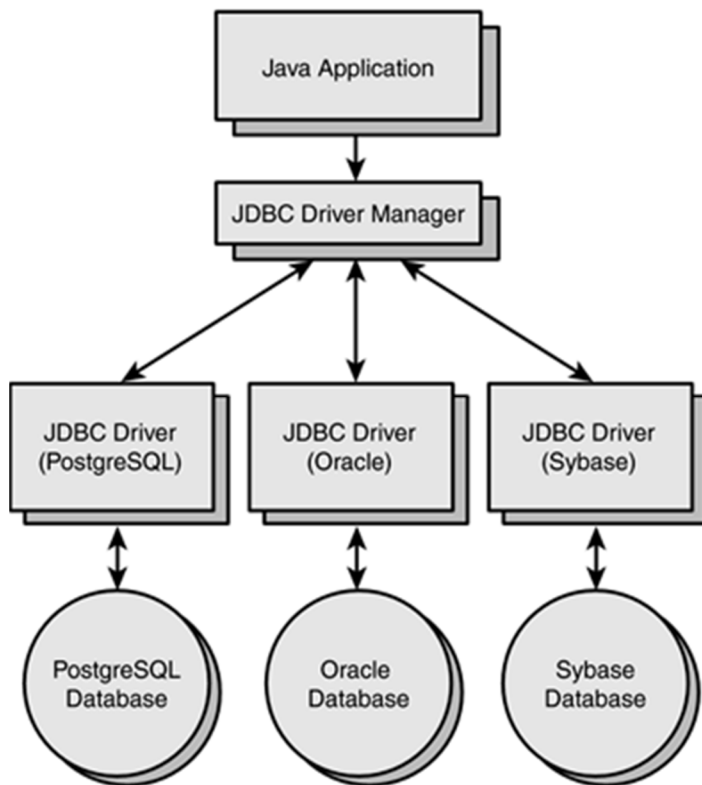 Java Application
JDBC Driver Manager
JDBC Driver
(PostgreSQL)
JDBC Driver
(Oracle)
JDBC Driver
(Sybase)
PostgreSQL
Database
Oracle
Database
Sybase
Database